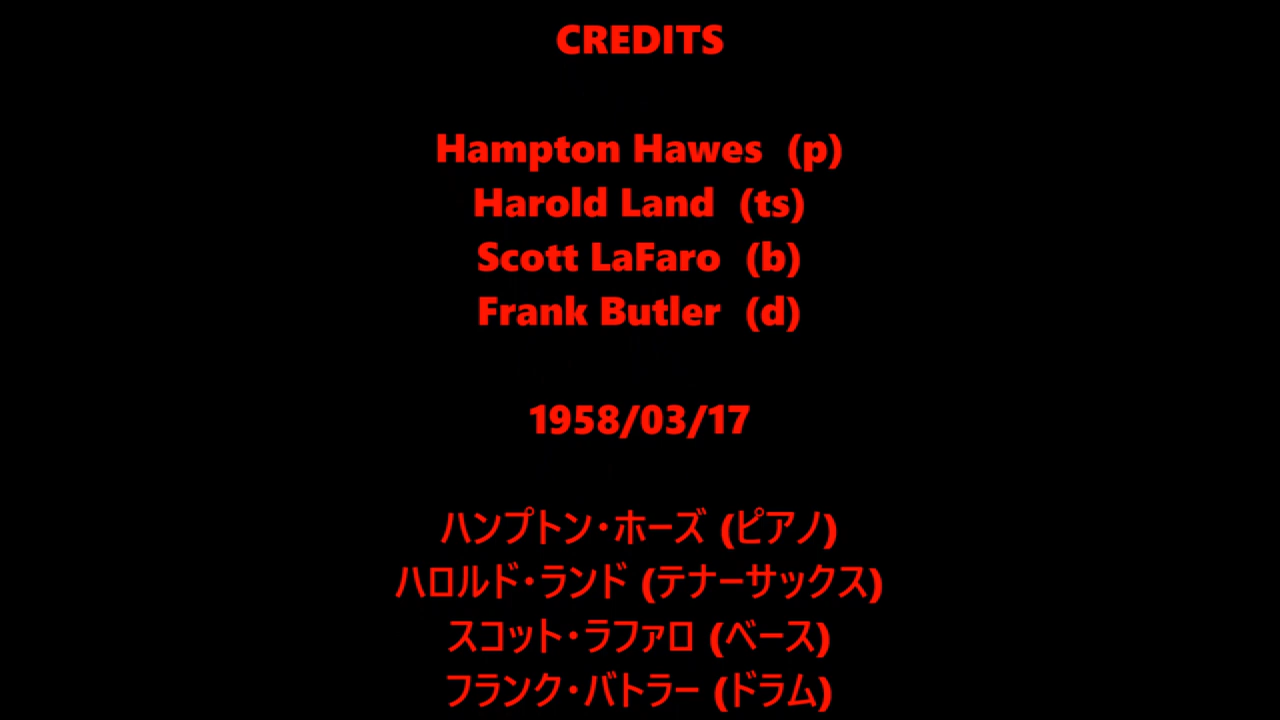 CREDITS
Hampton Hawes (p)
Harold Land (ts)
Scott LaFaro (b)
Frank Butler (d)
1958/03/17
ハンプトン・ホーズ (ピアノ)
ハロルド・ランド (テナーサックス)
スコット・ラファロ (ベース)
フランク・バトラー (ドラム)